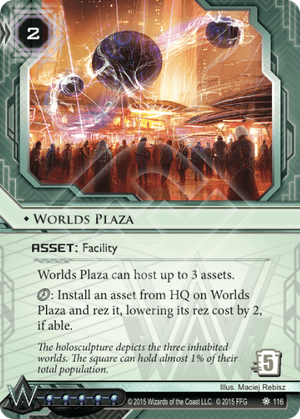 2
• WORLDS PLAZA
ASSET: Facility
Worlds Plaza can host up to 3 assets.
: Install an asset from HQ on Worlds
Plaza and rez it, lowering its rez cost by 2,
if able.
The holosculpture depicts the three inhabited
worlds. The square can hold almost 1% of their
total population.
5
Illus. Maciej Rebisz
© 2015 Wizards of the Coast LLC. © 2015 FFG
116